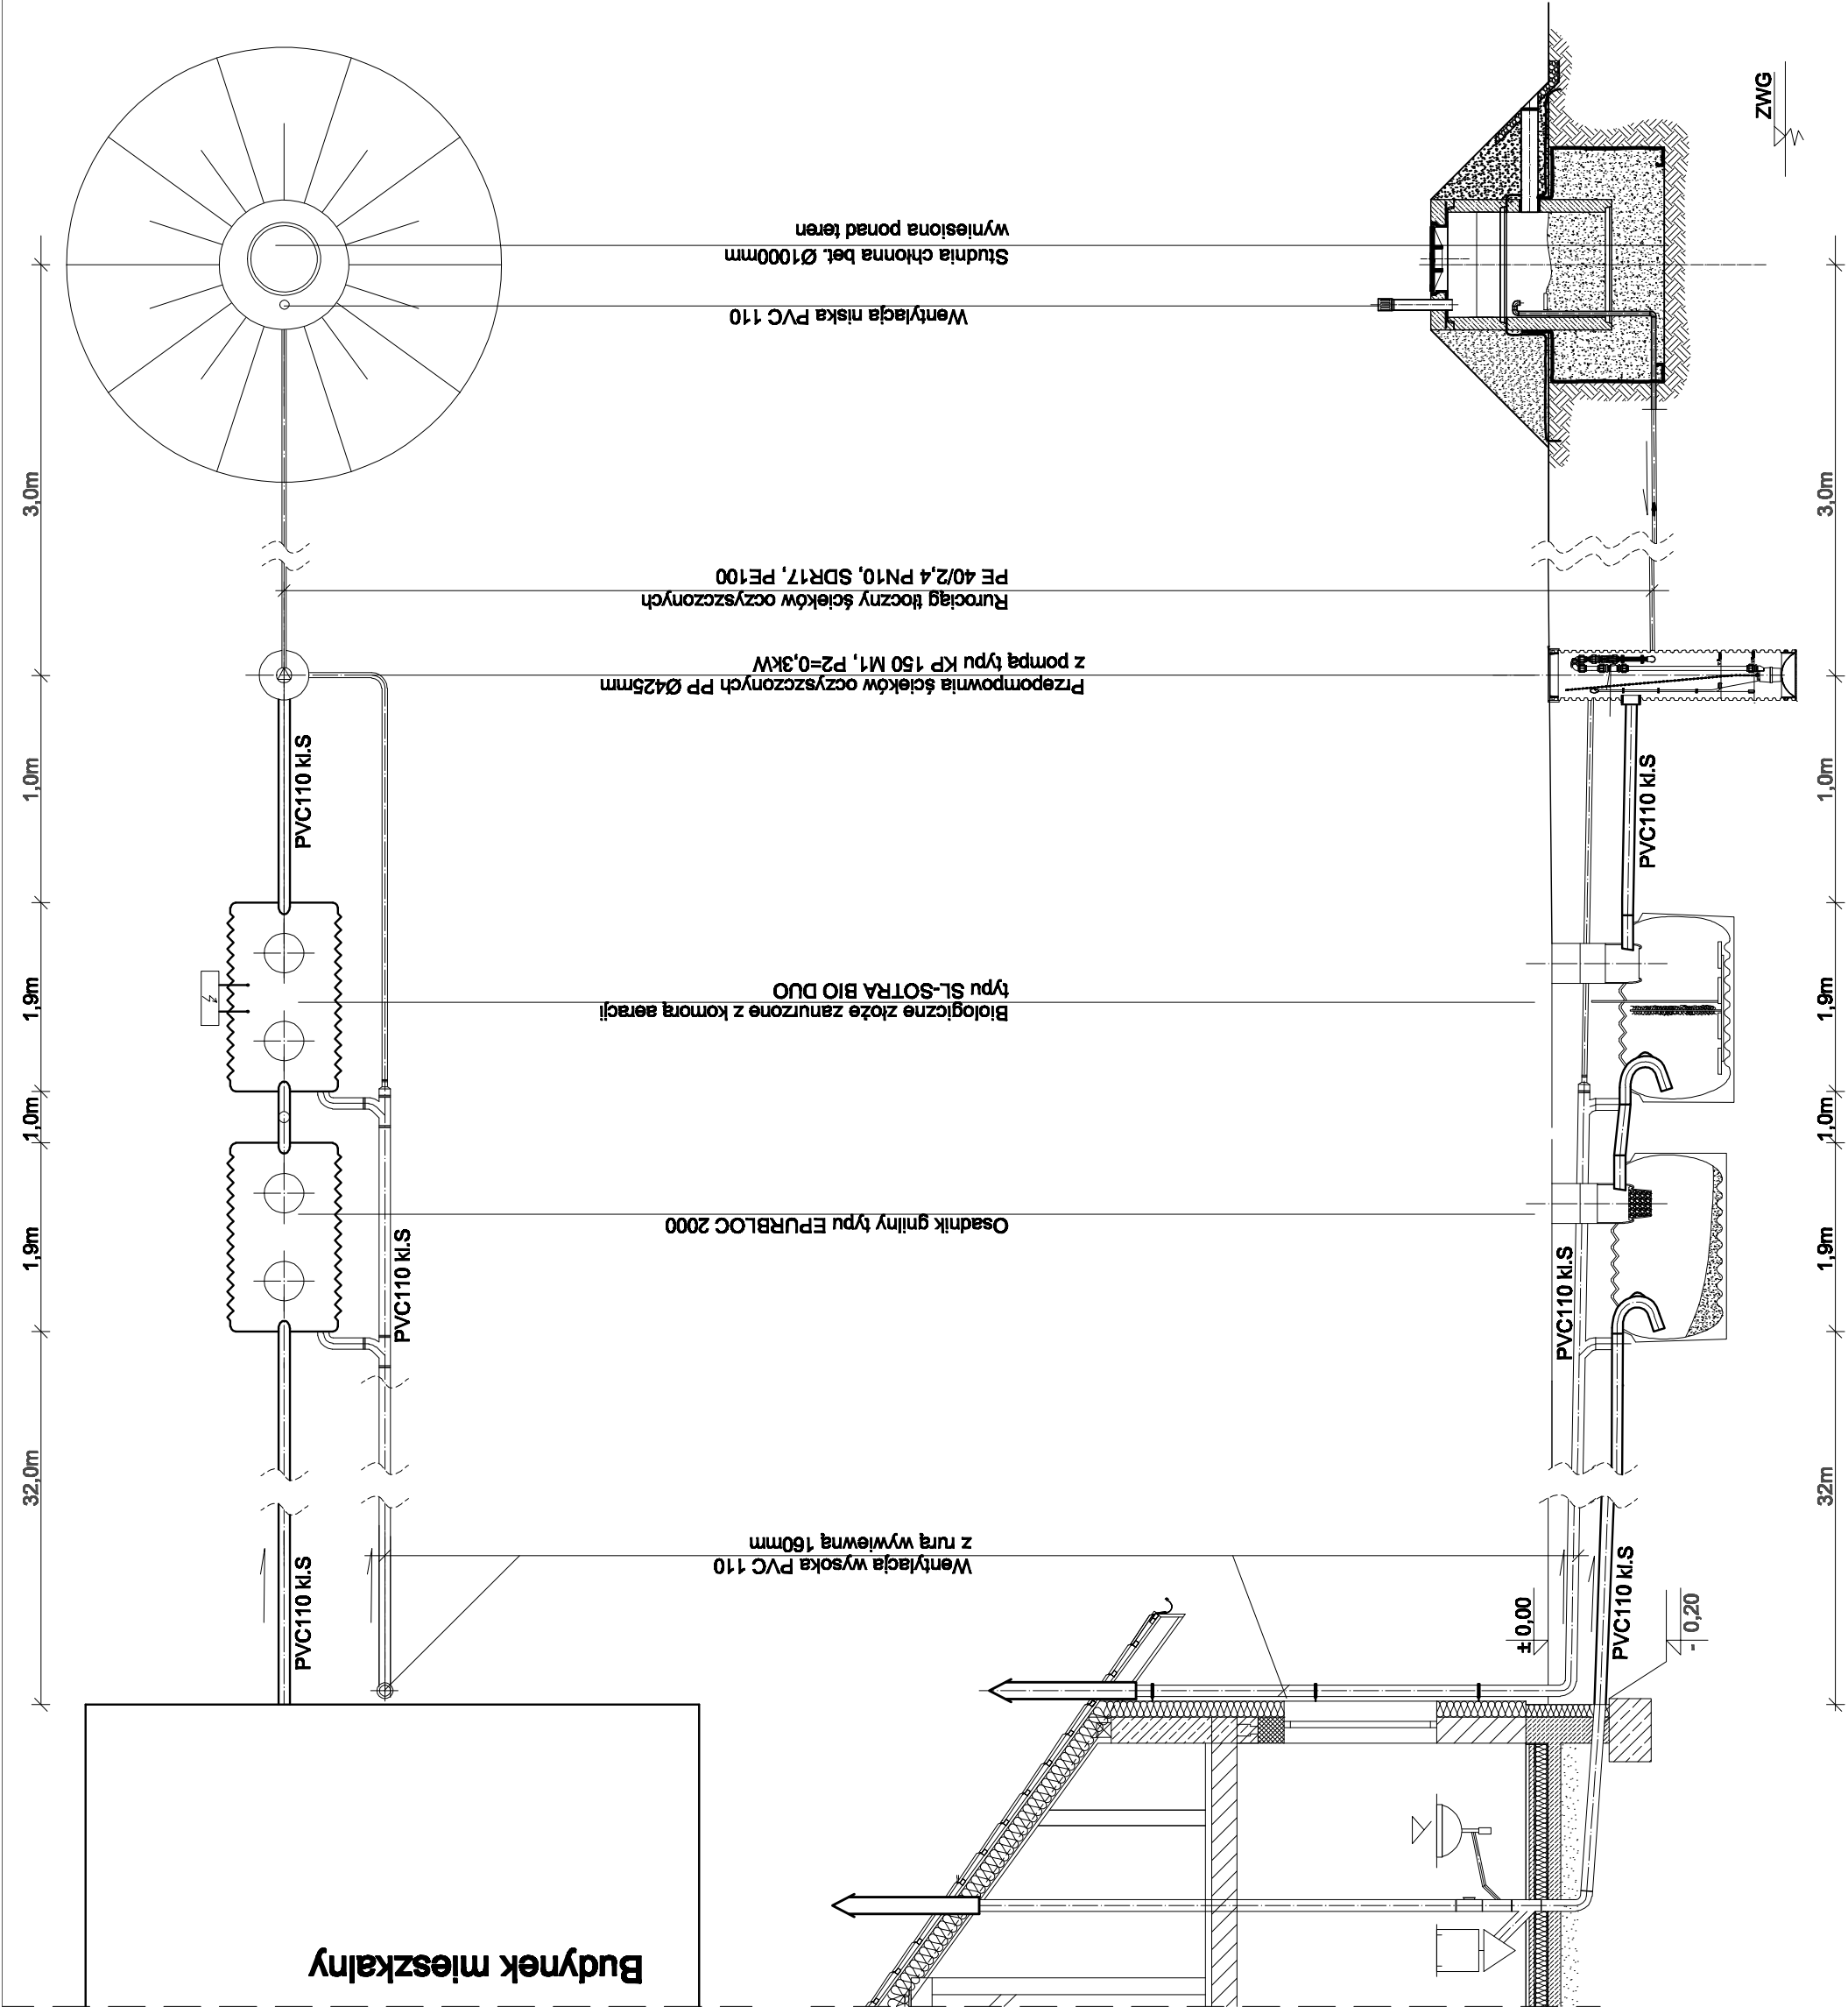 ZWG
Studnia chłonna bet. Ø1000mm
wyniesiona ponad teren
Wentylacja niska PVC 110
3,0m
3,0m
Rurociąg tłoczny ścieków oczyszczonych
PE 40/2,4 PN10, SDR17, PE100
Przepompownia ścieków oczyszczonych PP Ø425mm
z pompą typu KP 150 M1, P2=0,3kW
1,0m
PVC110 kl.S
PVC110 kl.S
1,0m
1,9m
Biologiczne złoże zanurzone z komorą aeracji
typu SL-SOTRA BIO DUO
1,9m
1,0m
1,0m
1,9m
Osadnik gnilny typu EPURBLOC 2000
1,9m
PVC110 kl.S
PVC110 kl.S
32,0m
32m
Wentylacja wysoka PVC 110
z rurą wywiewną 160mm
PVC110 kl.S
PVC110 kl.S
± 0,00
- 0,20
Budynek mieszkalny